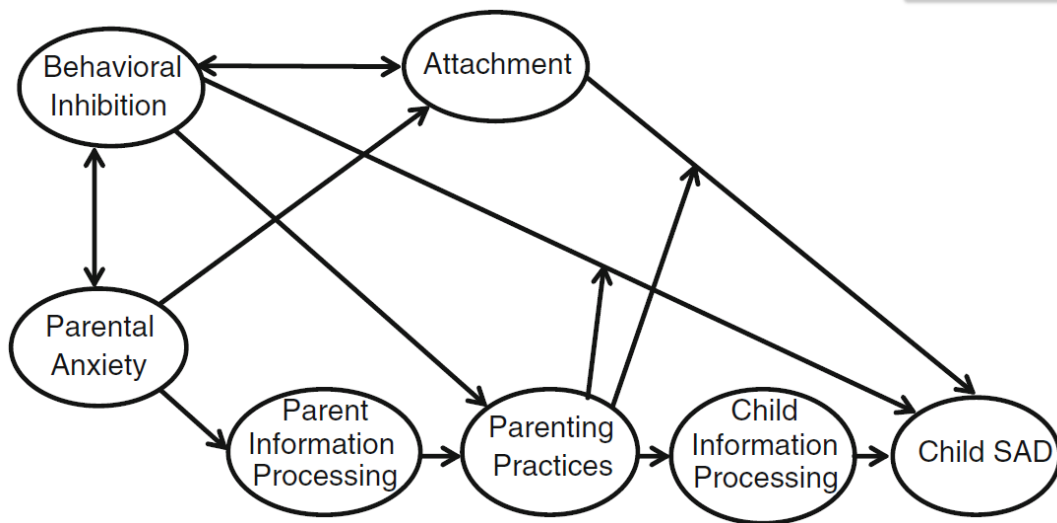 Behavioral
Inhibition
Attachment
Parental
Anxiety
Parent
Information
Processing
Parenting
Practices
Child
Information
Processing
Child SAD